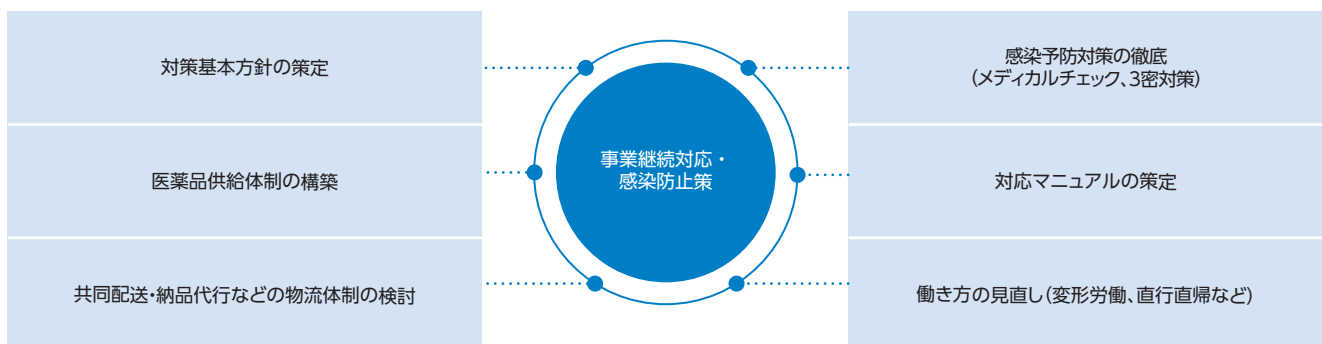 対策基本方針の策定
医薬品供給体制の構築
共同配送・納品代行などの物流体制の検討
事業継続対応・
感染防止策
感染予防対策の徹底
(メディカルチェック、3密対策)
対応マニュアルの策定
働き方の見直し(変形労働、直行直帰など)